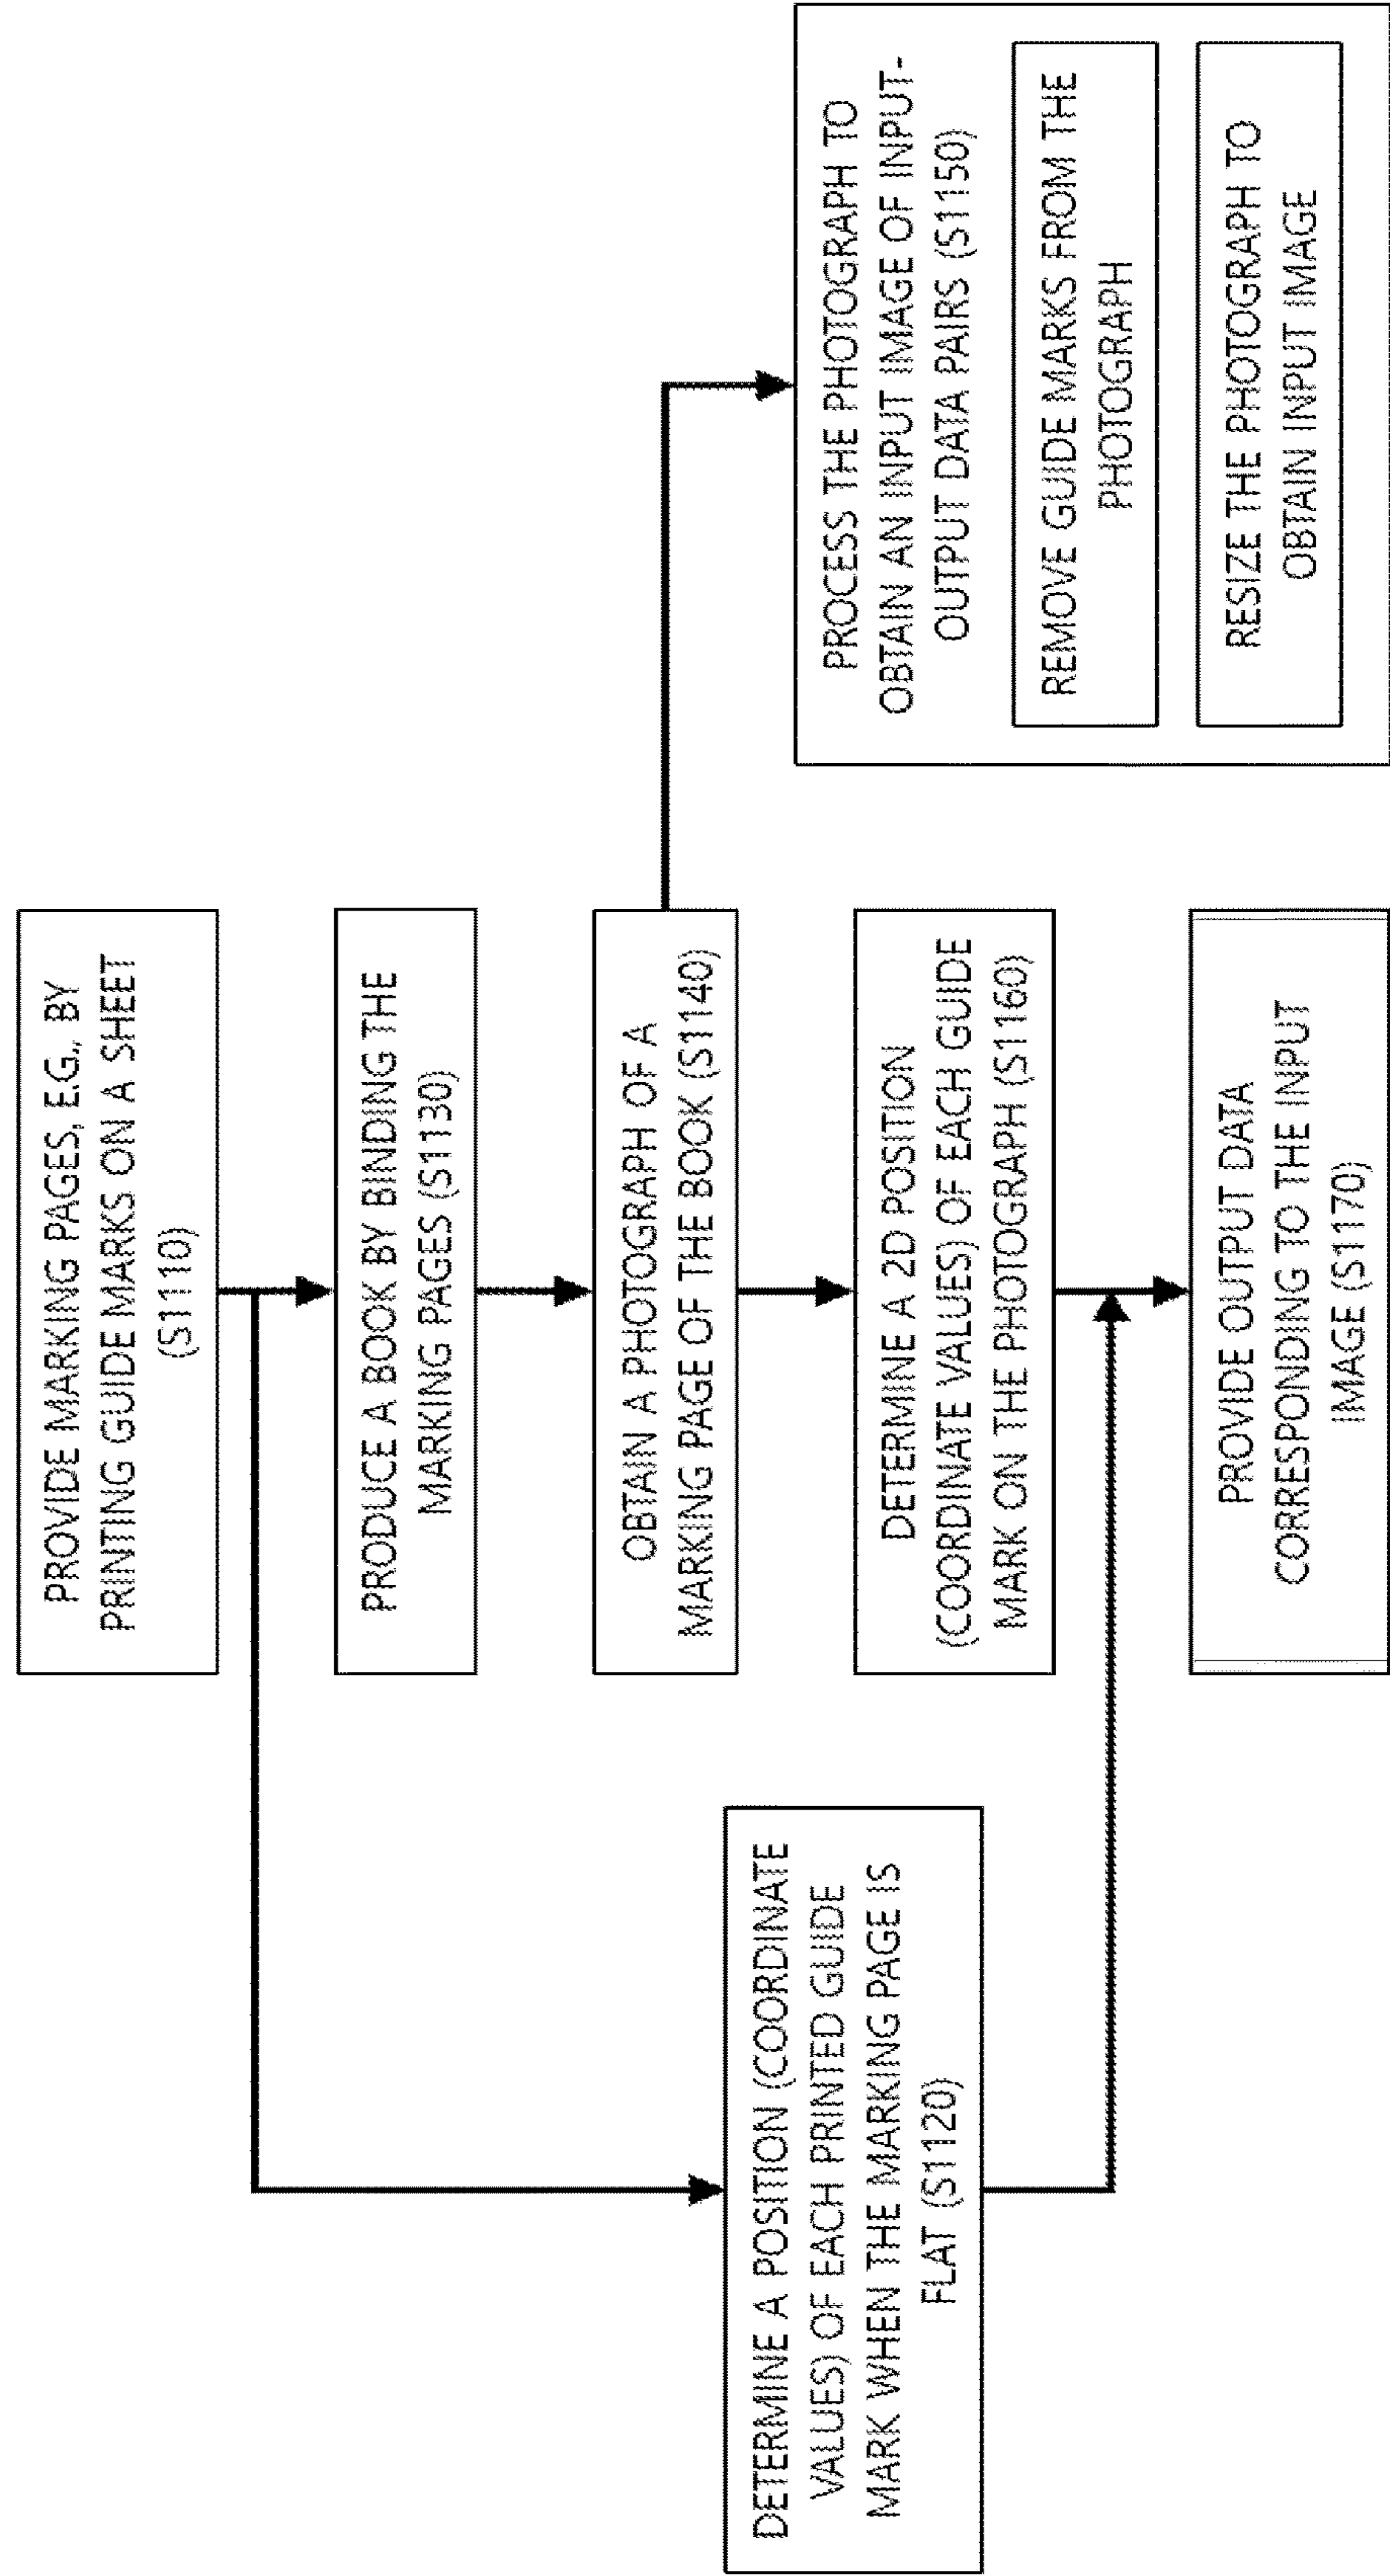 PROVIDE MARKING PAGES, E.G., BY
PRINTING GUIDE MARKS ON A SHEET
(S1110)
PRODUCE A BOOK BY BINDING THE
MARKING PAGES (S1130)
OBTAIN A PHOTOGRAPH OF A
MARKING PAGE OF THE BOOK (S1140)
DETERMINE A POSITION (COORDINATE
VALUES) OF EACH PRINTED GUIDE
MARK WHEN THE MARKING PAGE IS
FLAT (S1120)
DETERMINE A 2D POSITION
(COORDINATE VALUES) OF EACH GUIDE
MARK ON THE PHOTOGRAPH (S1160)
PROVIDE OUTPUT DATA
CORRESPONDING TO THE INPUT
IMAGE (S1170)
PROCESS THE PHOTOGRAPH TO
OBTAIN AN INPUT IMAGE OF INPUT-
OUTPUT DATA PAIRS (S1150)
REMOVE GUIDE MARKS FROM THE
PHOTOGRAPH
RESIZE THE PHOTOGRAPH TO
OBTAIN INPUT IMAGE